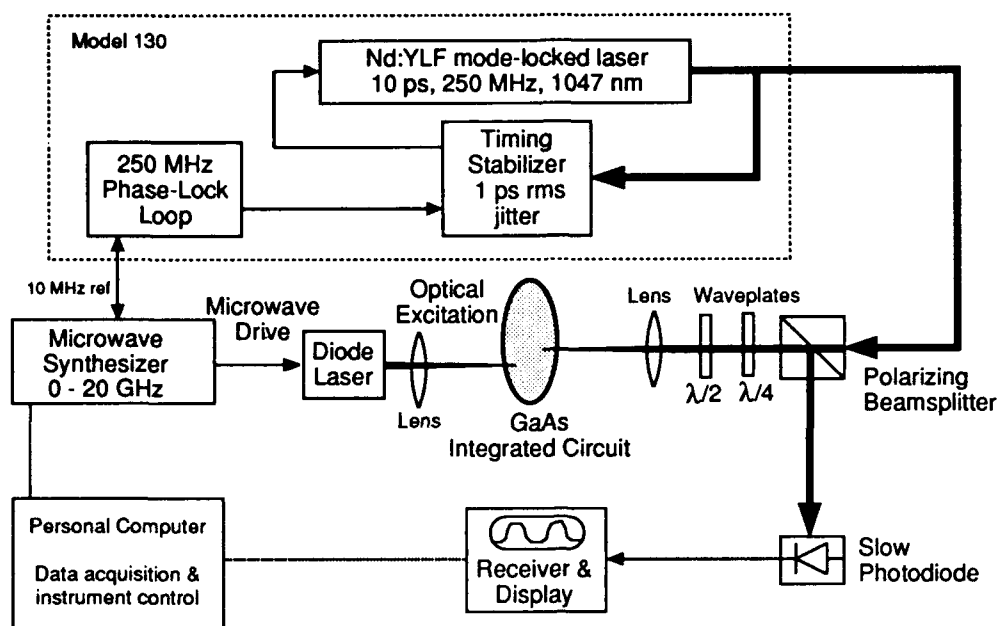 Model 130
Nd:YLF mode-locked laser
10 ps, 250 MHz, 1047 nm
Timing
Stabilizer
1 ps rms
jitter
250 MHz
Phase-Lock
Loop
10 MHz ref
Microwave
Drive
Optical
Excitation
Lens
Waveplates
Microwave
Synthesizer
0 - 20 GHz
Diode
Laser
Lens
GaAs
Integrated Circuit
λ/2
λ/4
Polarizing
Beamsplitter
Personal Computer
Data acquisition &
instrument control
Receiver &
Display
Slow
Photodiode